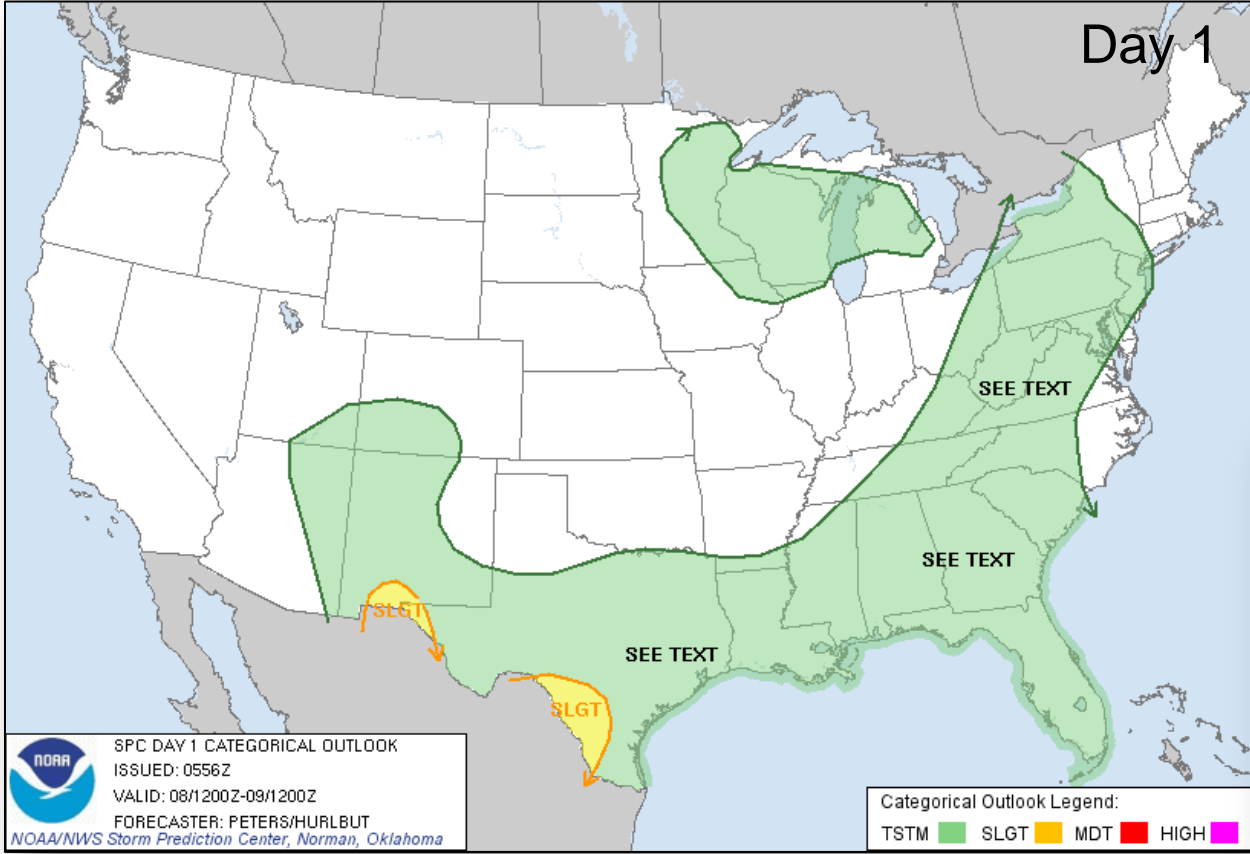 Day 1
SEE TEXT
SEE TEXT
SLGT
SEE TEXT
SLGT
NOAA
SPC DAY 1 CATEGORICAL OUTLOOK
ISSUED: 0556Z
VALID: 08/1200Z-09/1200Z
FORECASTER: PETERS/HURLBUT
NOAA/NWS Storm Prediction Center, Norman, Oklahoma
Categorical Outlook Legend:
TSTM SLGT MDT HIGH